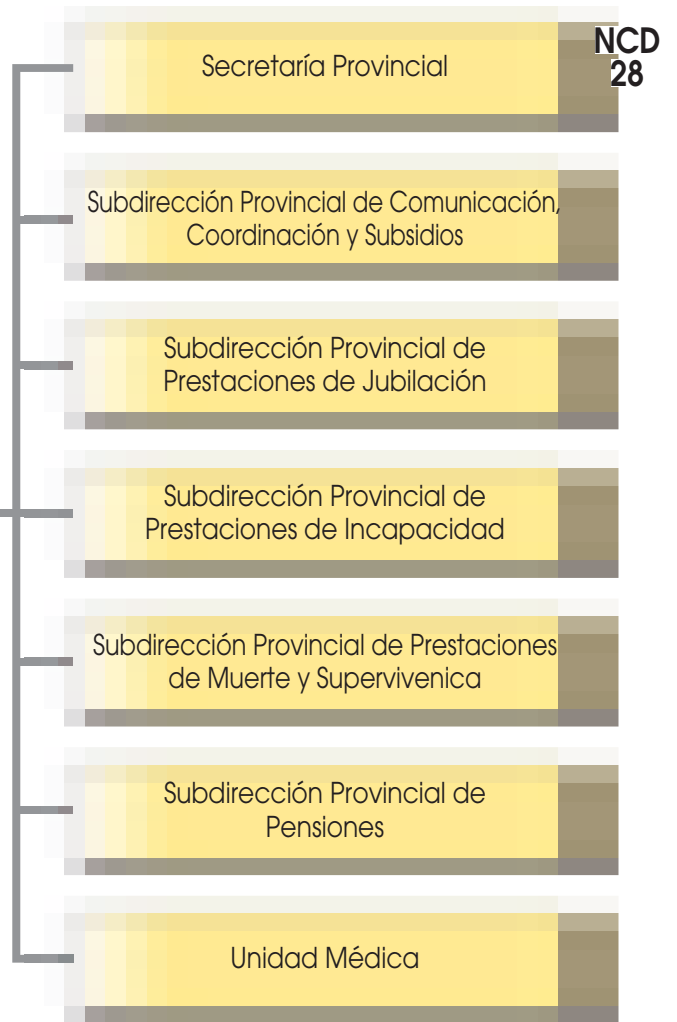 Secretaría Provincial
NCD
28
Subdirección Provincial de Comunicación,
Coordinación y Subsidios
Subdirección Provincial de
Prestaciones de Jubilación
Subdirección Provincial de
Prestaciones de Incapacidad
Subdirección Provincial de Prestaciones
de Muerte y Supervivenica
Subdirección Provincial de
Pensiones
Unidad Médica